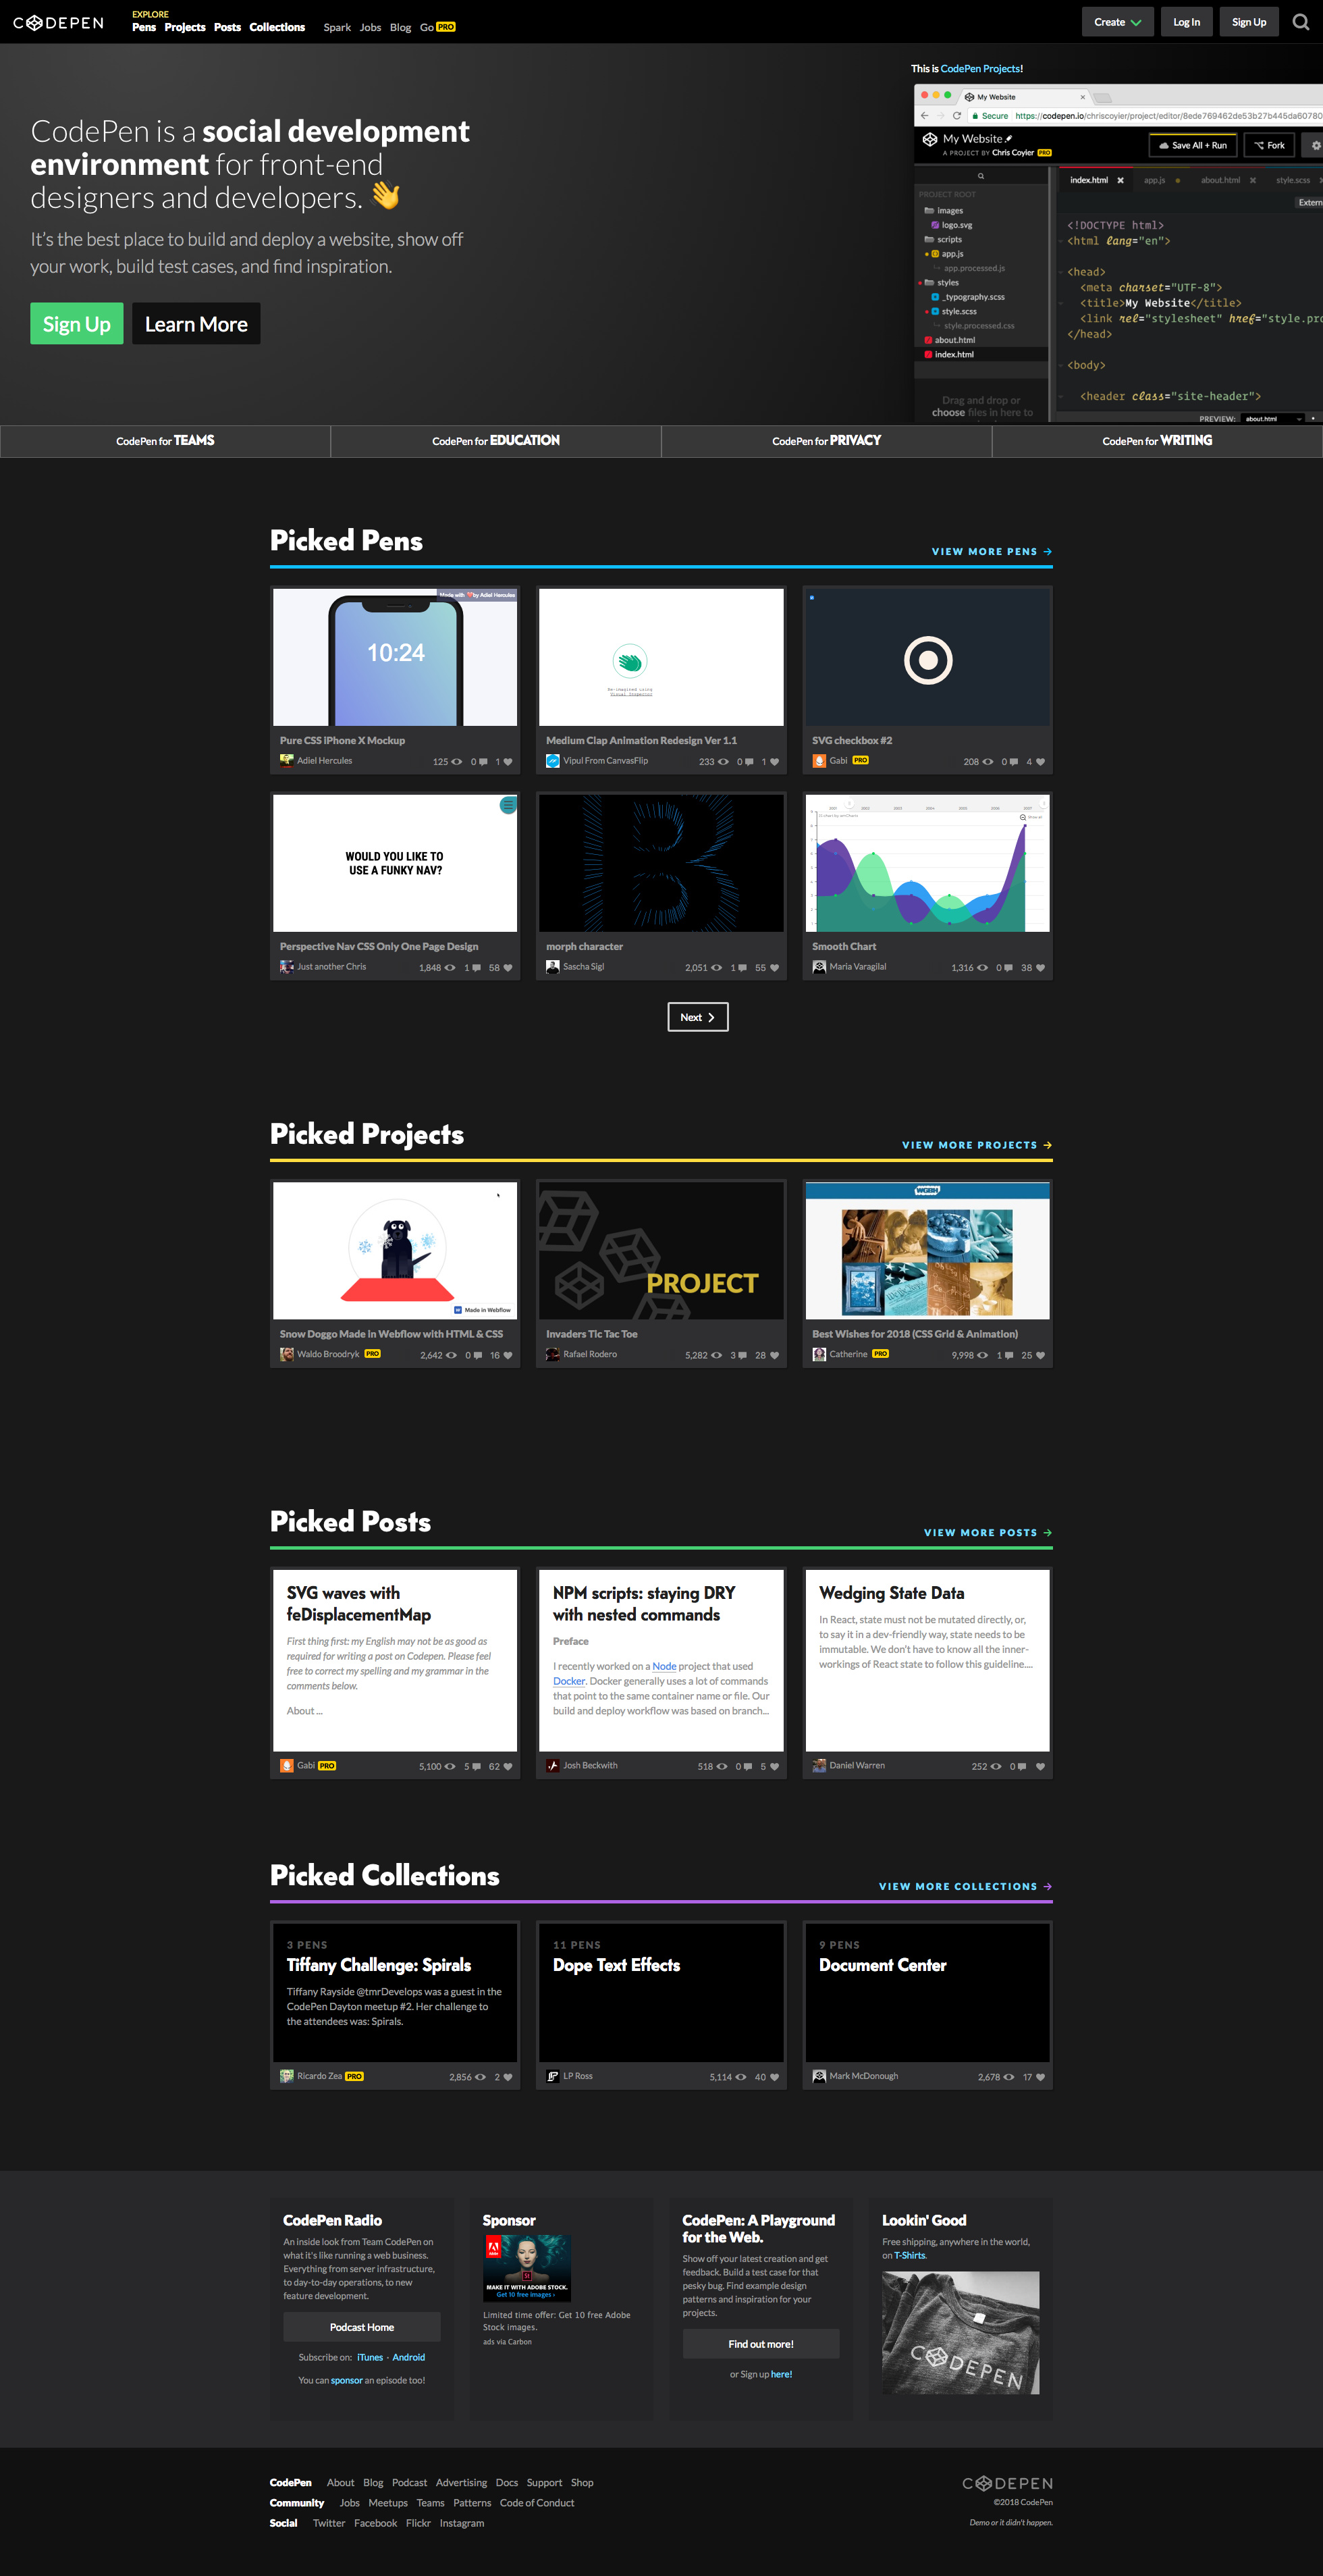 CODEPEN
EXPLORE
Pens Projects Posts Collections Spark Jobs Blog Go PRO
Create Log In Sign Up
This is CodePen Projects!
My Website
Secure https://codepen.io/chriscoyier/project/editor/8ede769462de53b27b445da60780
My Website
A PROJECT BY Chris Coyier PRO
Save All + Run Fork
CodePen is a social development
environment for front-end
designers and developers.
It's the best place to build and deploy a website, show off
your work, build test cases, and find inspiration.
Sign Up Learn More
PROJECT ROOT
images
logo.svg
scripts
app.js
app.processed.js
styles
_typography.scss
style.scss
style.processed.css
about.html
index.html
Drag and drop or
choose files in here to
index.html app.js about.html style.scss
Extern
<!DOCTYPE html>
<html lang="en">
<head>
<meta charset="UTF-8">
<title>My Website</title>
<link rel="stylesheet" href="style.pro
</head>
<body>
<header class="site-header">
PREVIEW: about.html
CodePen for TEAMS
CodePen for EDUCATION
CodePen for PRIVACY
CodePen for WRITING
Picked Pens
VIEW MORE PENS →
Made with by Adiel Hercules
10:24
Pure CSS iPhone X Mockup
Adiel Hercules 125 0 1
Re-imagined using
Visual Inspector
Medium Clap Animation Redesign Ver 1.1
Vipul From CanvasFlip 233 0 1
SVG checkbox #2
Gabi PRO 208 0 4
WOULD YOU LIKE TO
USE A FUNKY NAV?
Perspective Nav CSS Only One Page Design
Just another Chris 1,848 1 58
B
morph character
Sascha Sigl 2,051 1 55
Show all
Smooth Chart
Maria Varagilal 1,316 0 38
Next
Picked Projects
VIEW MORE PROJECTS →
Made in Webflow
Snow Doggo Made in Webflow with HTML & CSS
Waldo Broodryk PRO 2,642 0 16
PROJECT
Invaders Tic Tac Toe
Rafael Rodero 5,282 3 28
WGBH
Best Wishes for 2018 (CSS Grid & Animation)
Catherine PRO 9,998 1 25
Picked Posts
VIEW MORE POSTS →
SVG waves with
feDisplacementMap
First thing first: my English may not be as good as
required for writing a post on Codepen. Please feel
free to correct my spelling and my grammar in the
comments below.
About ...
Gabi PRO 5,100 5 62
NPM scripts: staying DRY
with nested commands
Preface
I recently worked on a Node project that used
Docker. Docker generally uses a lot of commands
that point to the same container name or file. Our
build and deploy workflow was based on branch...
Josh Beckwith 518 0 5
Wedging State Data
In React, state must not be mutated directly, or,
to say it in a dev-friendly way, state needs to be
immutable. We don't have to know all the inner-
workings of React state to follow this guideline....
Daniel Warren 252 0
Picked Collections
VIEW MORE COLLECTIONS →
3 PENS
Tiffany Challenge: Spirals
Tiffany Rayside @tmrDevelops was a guest in the
CodePen Dayton meetup #2. Her challenge to
the attendees was: Spirals.
Ricardo Zea PRO 2,856 2
11 PENS
Dope Text Effects
LP Ross 5,114 40
9 PENS
Document Center
Mark McDonough 2,678 17
CodePen Radio
An inside look from Team CodePen on
what it's like running a web business.
Everything from server infrastructure,
to day-to-day operations, to new
feature development.
Podcast Home
Subscribe on: iTunes · Android
You can sponsor an episode too!
Sponsor
Adobe
St
MAKE IT WITH ADOBE STOCK.
Get 10 free images ›
Limited time offer: Get 10 free Adobe
Stock images.
ads via Carbon
CodePen: A Playground
for the Web.
Show off your latest creation and get
feedback. Build a test case for that
pesky bug. Find example design
patterns and inspiration for your
projects.
Find out more!
or Sign up here!
Lookin' Good
Free shipping, anywhere in the world,
on T-Shirts.
CODEPEN
CodePen About Blog Podcast Advertising Docs Support Shop
Community Jobs Meetups Teams Patterns Code of Conduct
Social Twitter Facebook Flickr Instagram
CODEPEN
©2018 CodePen
Demo or it didn't happen.